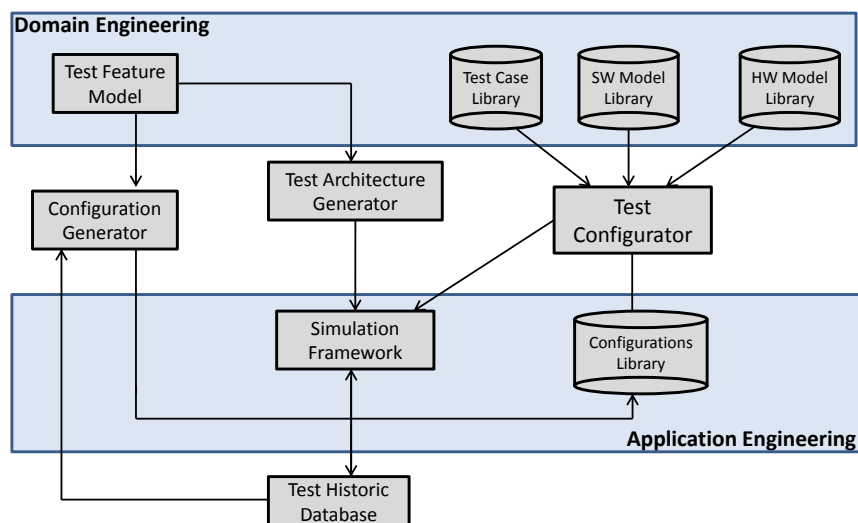 Domain Engineering
Test Feature
Model
Test Case
Library
SW Model
Library
HW Model
Library
Configuration
Generator
Test Architecture
Generator
Test
Configurator
Simulation
Framework
Configurations
Library
Application Engineering
Test Historic
Database